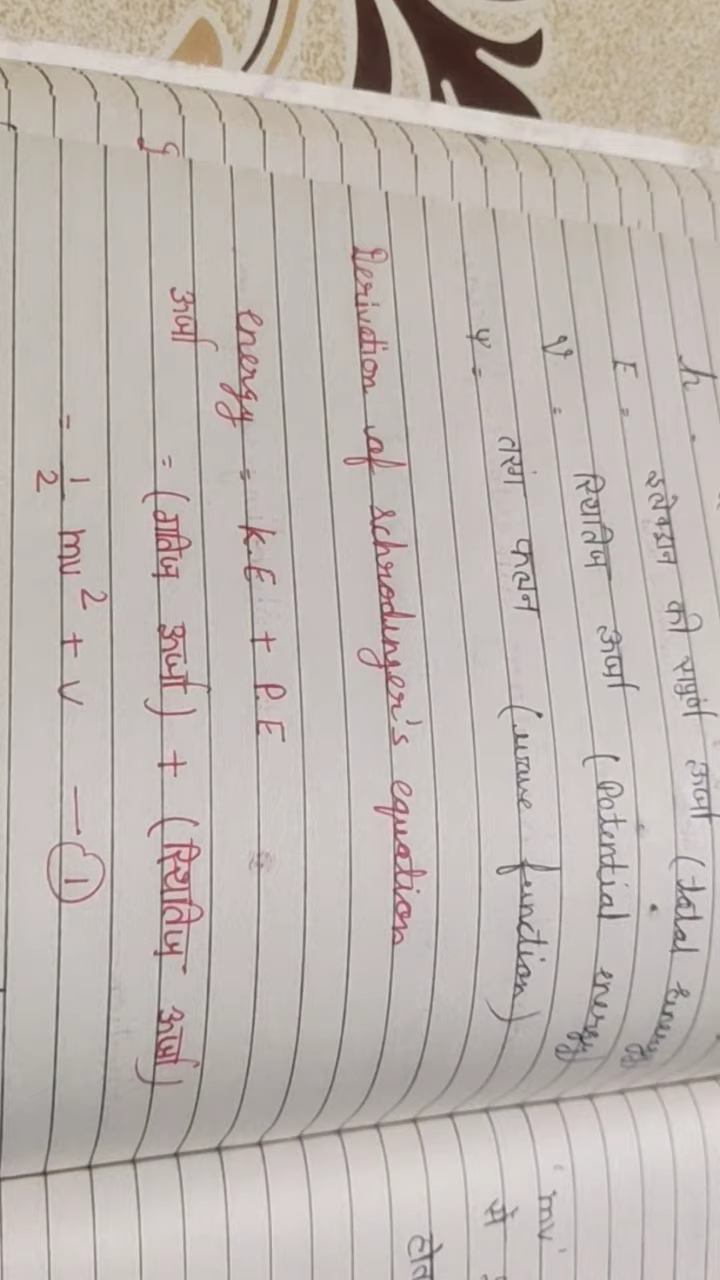 h -
E = इलेक्ट्रान की सम्पुर्ण ऊर्जा (total Energy
V = स्थितिज ऊर्जा (Potential energy)
ψ = तरंग फलन (wave function)
Derivation of schrodinger's equation
energy = K.E + P.E
ऊर्जा = (गतिज ऊर्जा) + (स्थितिज ऊर्जा)
= 1/2 mv² + v — ①
mv
में